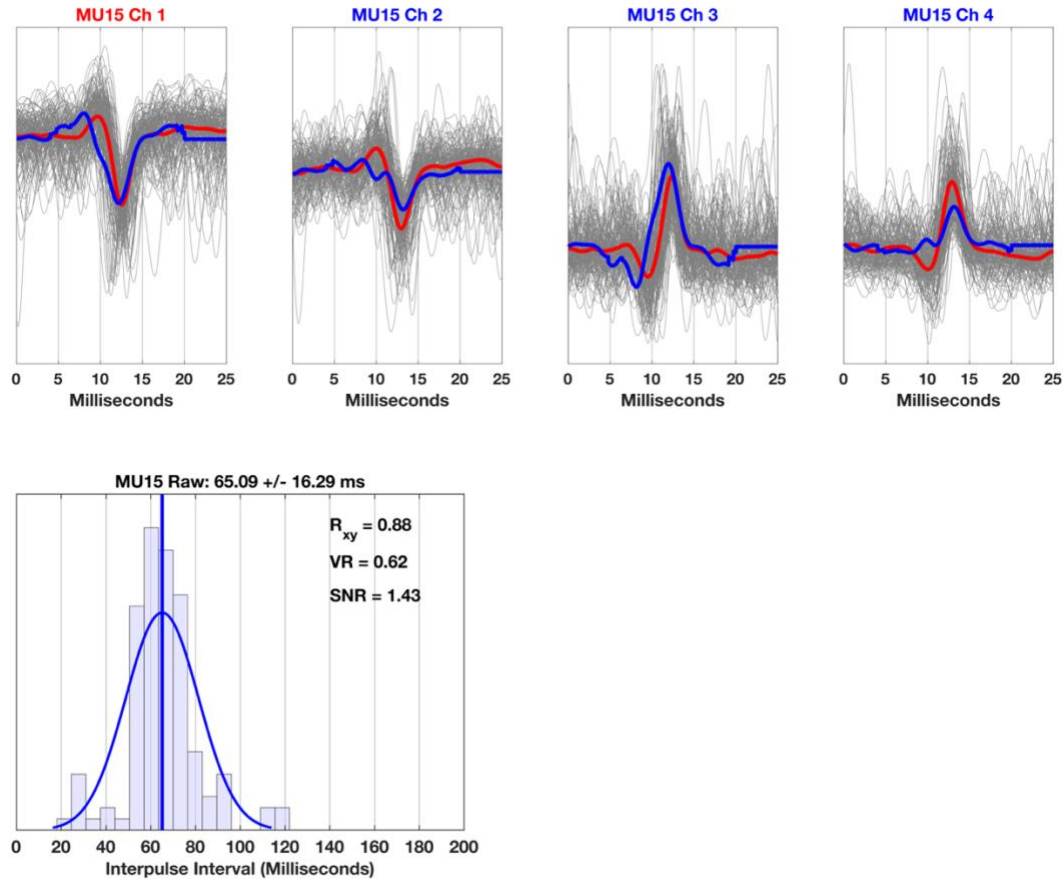 MU15 Ch 1
MU15 Ch 2
MU15 Ch 3
MU15 Ch 4
0 5 10 15 20 25
0 5 10 15 20 25
0 5 10 15 20 25
0 5 10 15 20 25
Milliseconds
Milliseconds
Milliseconds
Milliseconds
MU15 Raw: 65.09 +/- 16.29 ms
Rxy = 0.88
VR = 0.62
SNR = 1.43
0 20 40 60 80 100 120 140 160 180 200
Interpulse Interval (Milliseconds)